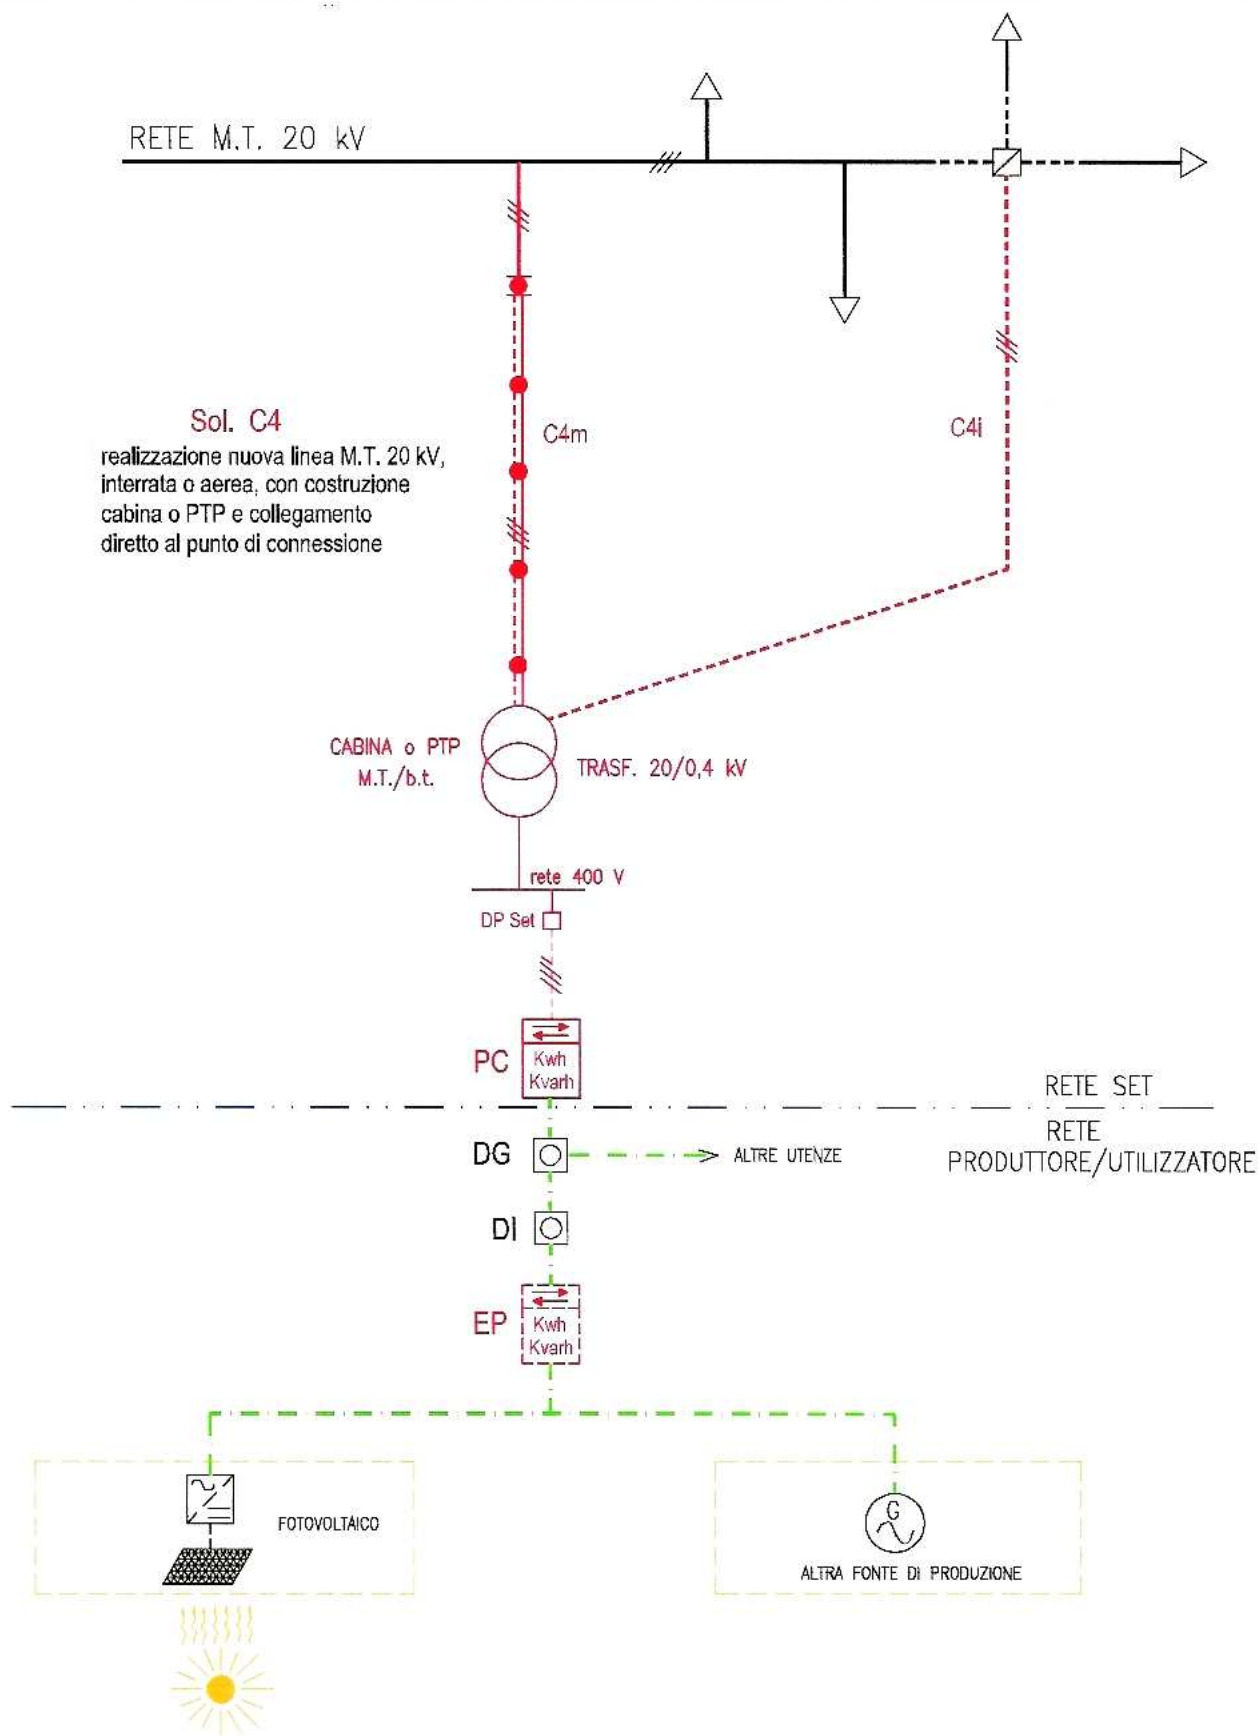 RETE M.T. 20 kV
Sol. C4
realizzazione nuova linea M.T. 20 kV,
interrata o aerea, con costruzione
cabina o PTP e collegamento
diretto al punto di connessione
C4m
C4i
CABINA o PTP
M.T./b.t.
TRASF. 20/0,4 kV
rete 400 V
DP Set
PC
Kwh
Kvarh
RETE SET
RETE
PRODUTTORE/UTILIZZATORE
DG
ALTRE UTENZE
DI
EP
Kwh
Kvarh
FOTOVOLTAICO
G
ALTRA FONTE DI PRODUZIONE